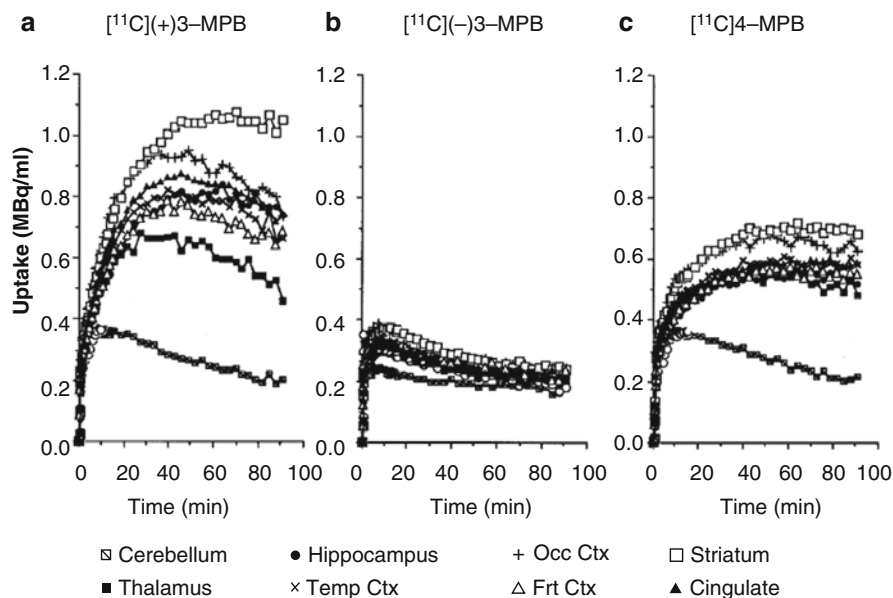 a [¹¹C](+)3–MPB
b [¹¹C](–)3–MPB
c [¹¹C]4–MPB
Uptake (MBq/ml)
1.2
1.0
0.8
0.6
0.4
0.2
0.0
0 20 40 60 80 100
Time (min)
1.2
1.0
0.8
0.6
0.4
0.2
0.0
0 20 40 60 80 100
Time (min)
1.2
1.0
0.8
0.6
0.4
0.2
0.0
0 20 40 60 80 100
Time (min)
Cerebellum
Hippocampus
Occ Ctx
Striatum
Thalamus
Temp Ctx
Frt Ctx
Cingulate